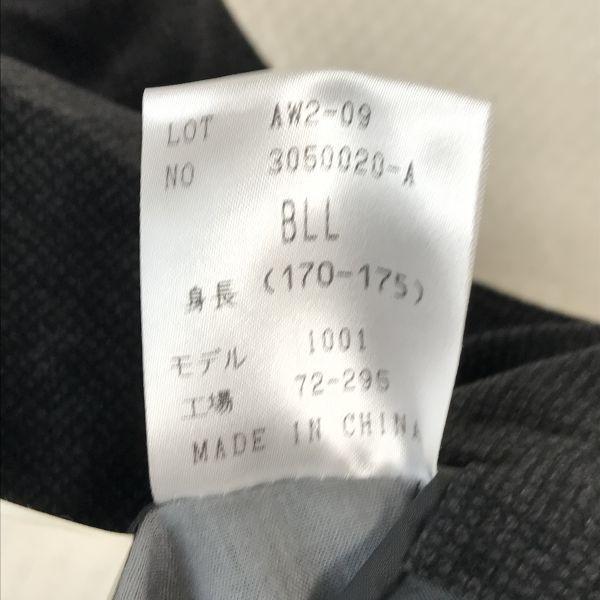 LOT AW2-09
NO 3050020-A
8LL
身長 (170-175)
モデル 1001
工場 72-295
MADE IN CHINA